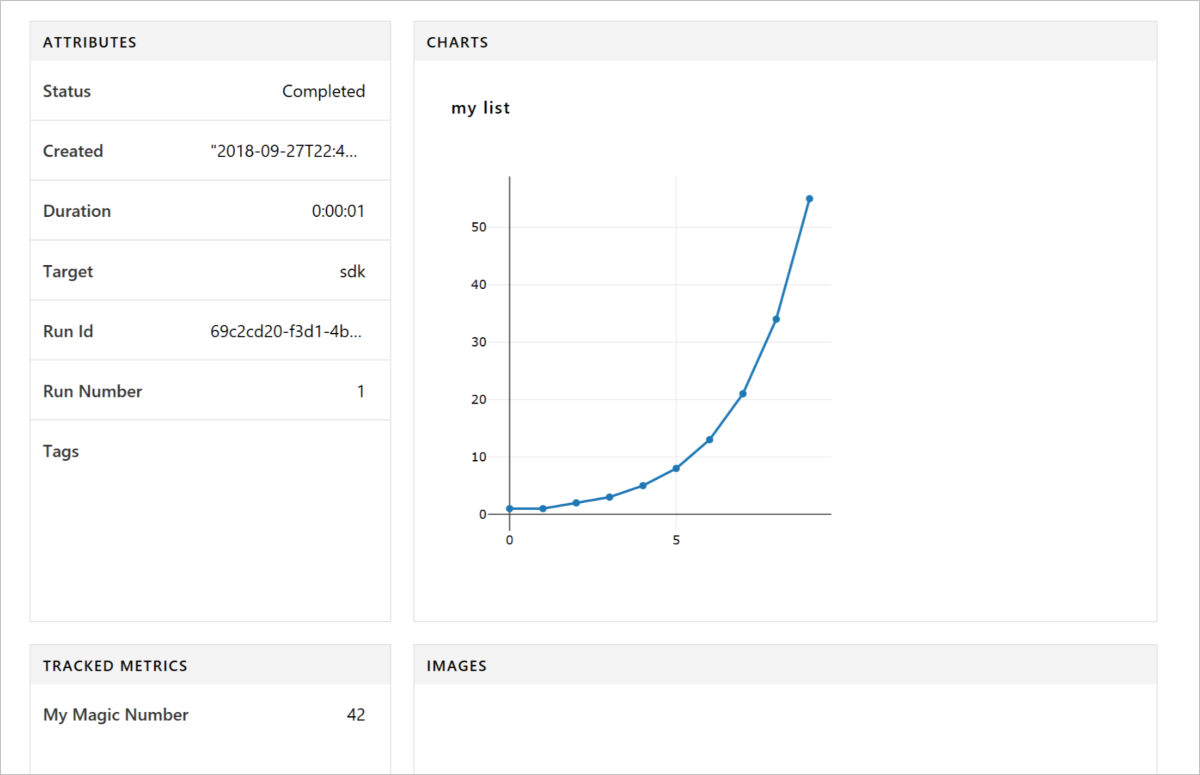 ATTRIBUTES
Status Completed
Created "2018-09-27T22:4...
Duration 0:00:01
Target sdk
Run Id 69c2cd20-f3d1-4b...
Run Number 1
Tags
CHARTS
my list
50
40
30
20
10
0
0 5
TRACKED METRICS
My Magic Number 42
IMAGES